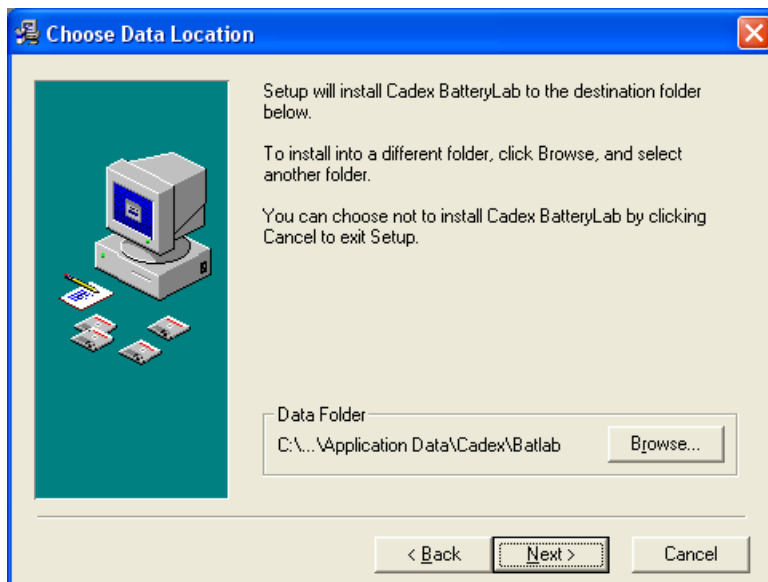 Choose Data Location
Setup will install Cadex BatteryLab to the destination folder
below.
To install into a different folder, click Browse, and select
another folder.
You can choose not to install Cadex BatteryLab by clicking
Cancel to exit Setup.
Data Folder
C:\...\Application Data\Cadex\Batlab
Browse...
< Back
Next >
Cancel